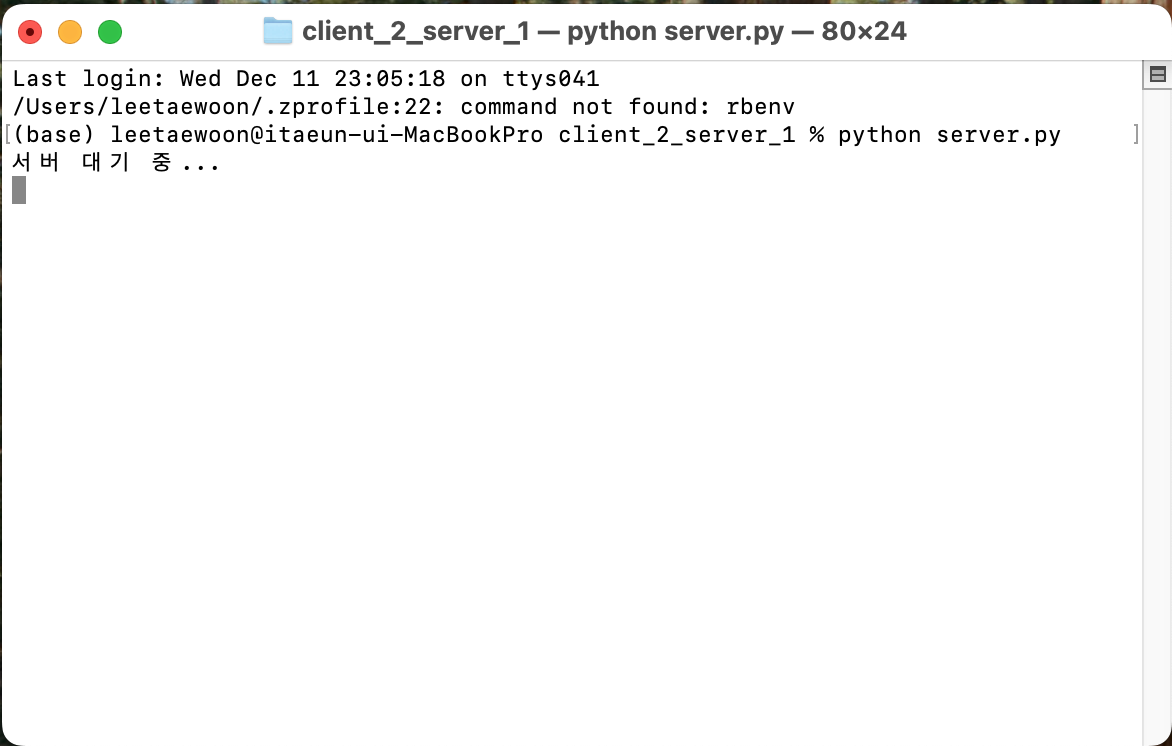 client_2_server_1 — python server.py — 80×24
Last login: Wed Dec 11 23:05:18 on ttys041
/Users/leetaewoon/.zprofile:22: command not found: rbenv
[(base) leetaewoon@itaeun-ui-MacBookPro client_2_server_1 % python server.py ]
서버 대기 중...